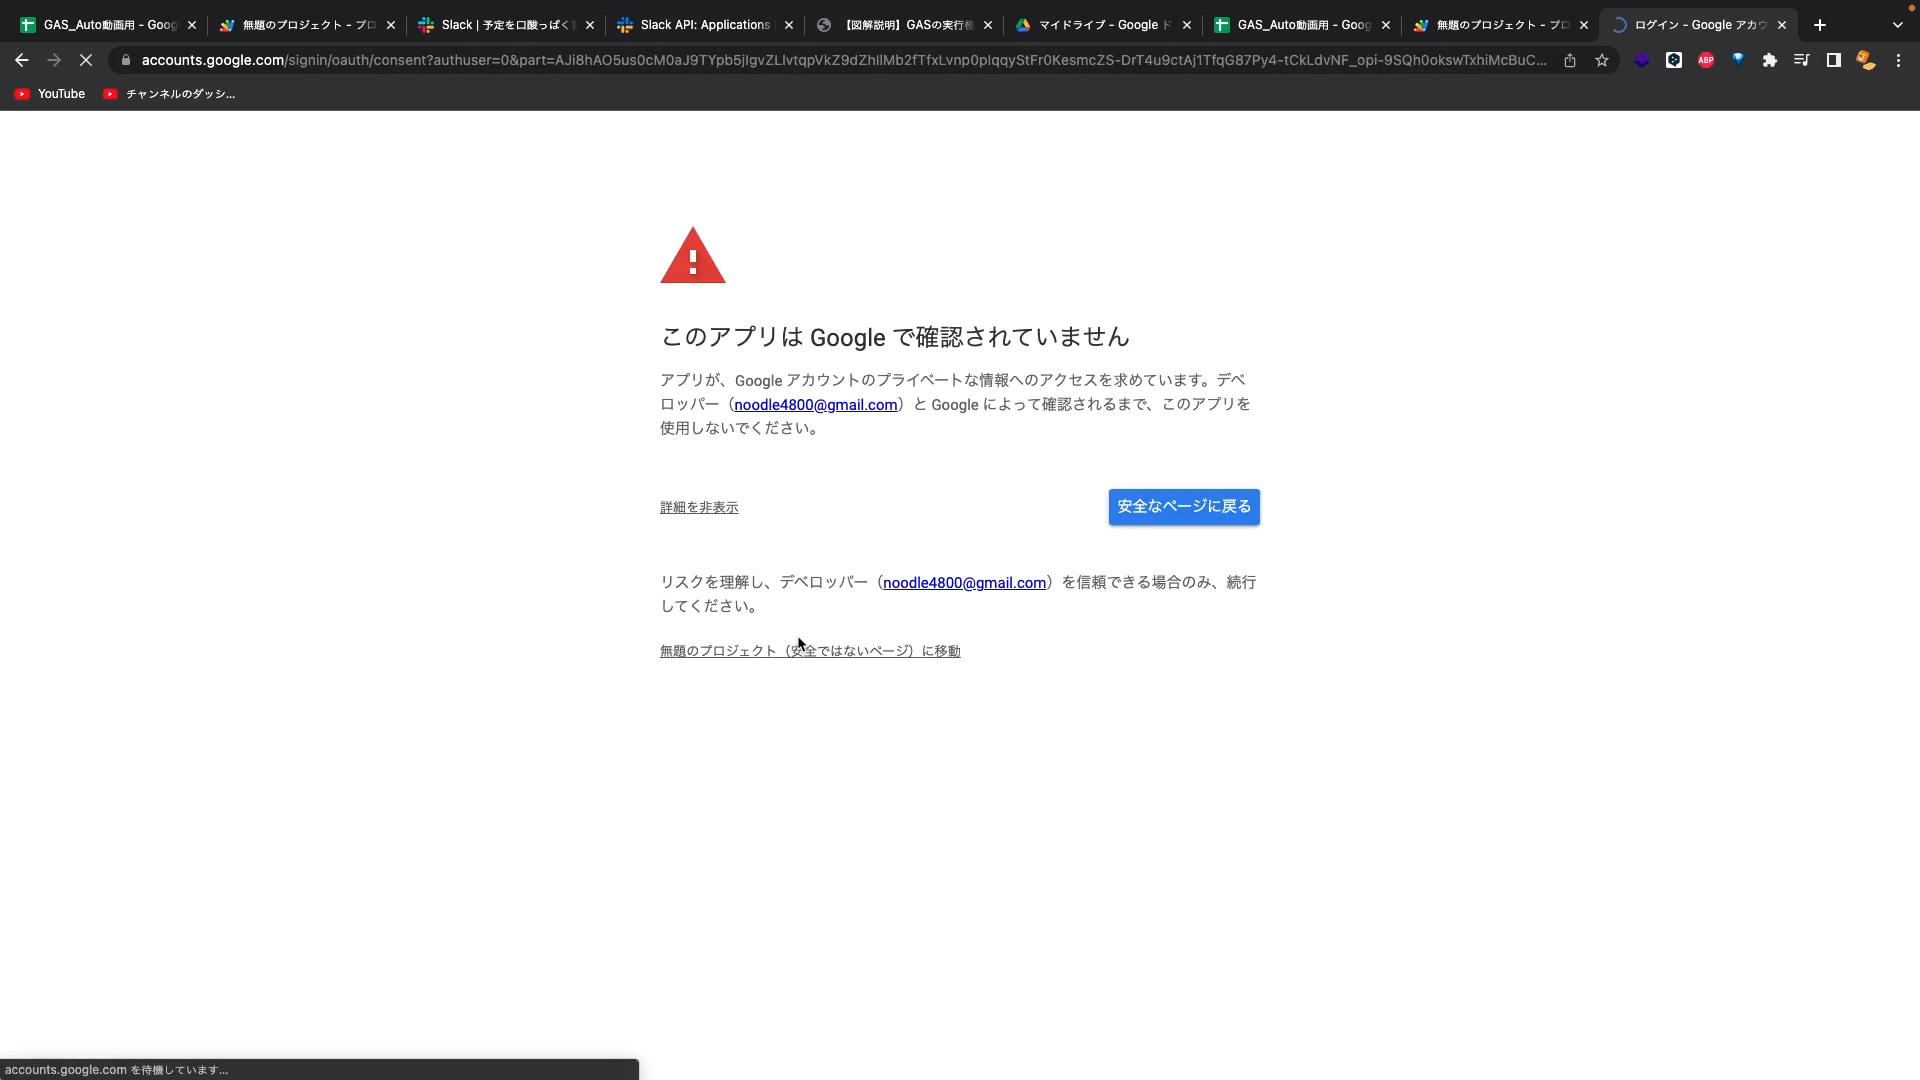 GAS_Auto動画用 - Goog
無題のプロジェクト - プロ
Slack | 予定を口酸っぱく
Slack API: Applications
【図解説明】GASの実行
マイドライブ - Google ド
GAS_Auto動画用 - Goog
無題のプロジェクト - プロ
ログイン - Google アカウ
accounts.google.com/signin/oauth/consent?authuser=0&part=
ABP
YouTube
チャンネルのダッシ...
このアプリは Google で確認されていません
アプリが、Google アカウントのプライベートな情報へのアクセスを求めています。デベ
ロッパー（noodle4800@gmail.com）と Google によって確認されるまで、このアプリを
使用しないでください。
詳細を非表示
安全なページに戻る
リスクを理解し、デベロッパー（noodle4800@gmail.com）を信頼できる場合のみ、続行
してください。
無題のプロジェクト（安全ではないページ）に移動
accounts.google.com を待機しています...